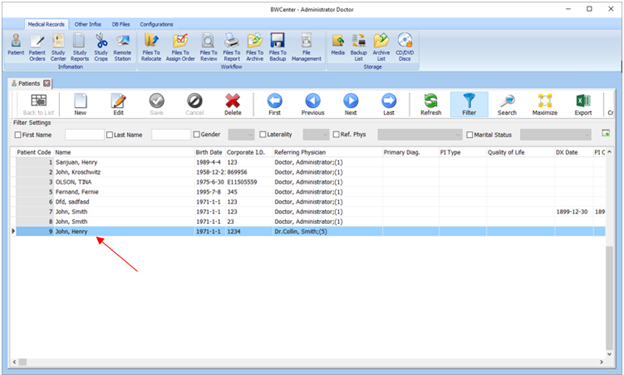 BWCenter - Administrator Doctor
Medical Records Other Infos DB Files Configurations
Patient Patient Orders Study Center Study Reports Study Crops Remote Station Files To Relocate Files To Assign Order Files To Review Files To Report Files To Archive Files To Backup File Management Media Backup List Archive List CD/DVD Discs
Infomation Workflow Storage
Patients
Back to List New Edit Save Cancel Delete First Previous Next Last Refresh Filter Search Maximize Export Cr
Filter Settings
First Name Last Name Gender Laterality Ref. Phys Marital Status
Patient Code Name Birth Date Corporate I.D. Referring Physician Primary Diag. PI Type Quality of Life DX Date PI C
1 Sanjuan, Henry 1989-4-4 123 Doctor, Administrator;(1)
2 John, Kroschwitz 1958-12-2 869956 Doctor, Administrator;(1)
3 OLSON, TINA 1975-6-30 E11505559 Doctor, Administrator;(1)
5 Fernand, Fernie 1995-7-8 345 Doctor, Administrator;(1)
6 Dfd, sadfasd 1971-1-1 123 Doctor, Administrator;(1)
7 John, Smith 1971-1-1 123 Doctor, Administrator;(1) 1899-12-30 189
8 John, Smith 1971-1-1 23 Doctor, Administrator;(1)
9 John, Henry 1971-1-1 1234 Dr.Collin, Smith;(5)